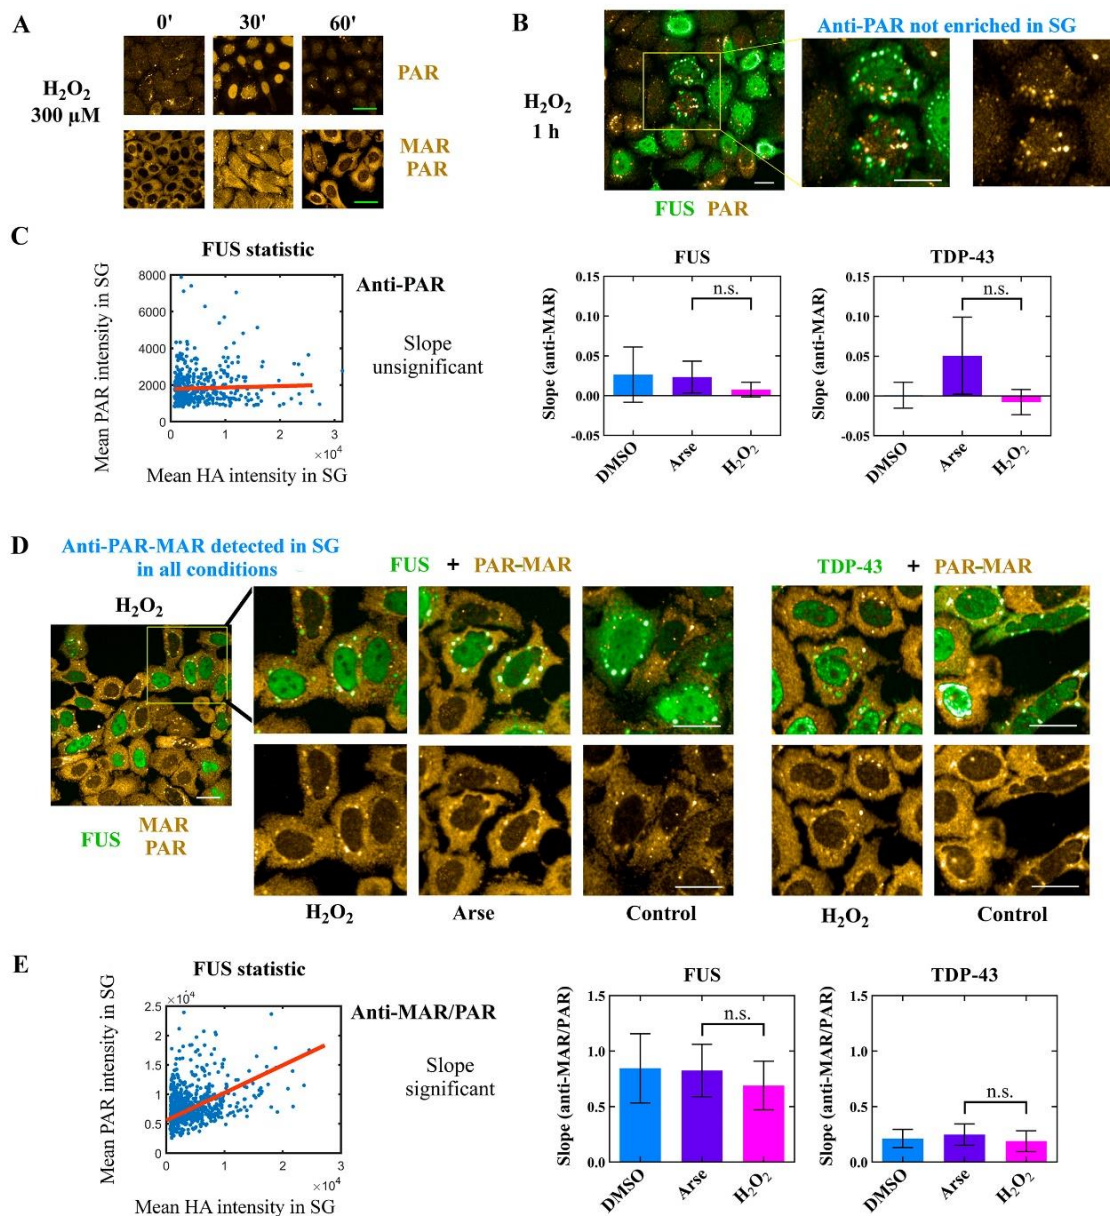 A
0'
30'
60'
H₂O₂
300 µM
PAR
MAR
PAR
B
Anti-PAR not enriched in SG
H₂O₂
1 h
FUS PAR
C
FUS statistic
Mean PAR intensity in SG
8000
6000
4000
2000
0
0
1
2
3
×10⁴
Mean HA intensity in SG
Anti-PAR
Slope
unsignificant
FUS
Slope (anti-MAR)
0.15
0.10
0.05
0.00
-0.05
n.s.
DMSO
Arse
H₂O₂
TDP-43
Slope (anti-MAR)
0.15
0.10
0.05
0.00
-0.05
n.s.
DMSO
Arse
H₂O₂
D
Anti-PAR-MAR detected in SG
in all conditions
H₂O₂
FUS + PAR-MAR
TDP-43 + PAR-MAR
FUS
MAR
PAR
H₂O₂
Arse
Control
H₂O₂
Control
E
FUS statistic
Mean PAR intensity in SG
×10⁴
2.5
2
1.5
1
0.5
0
0
1
2
3
×10⁴
Mean HA intensity in SG
Anti-MAR/PAR
Slope
significant
FUS
Slope (anti-MAR/PAR)
1.5
1.0
0.5
0.0
n.s.
DMSO
Arse
H₂O₂
TDP-43
Slope (anti-MAR/PAR)
1.5
1.0
0.5
0.0
n.s.
DMSO
Arse
H₂O₂